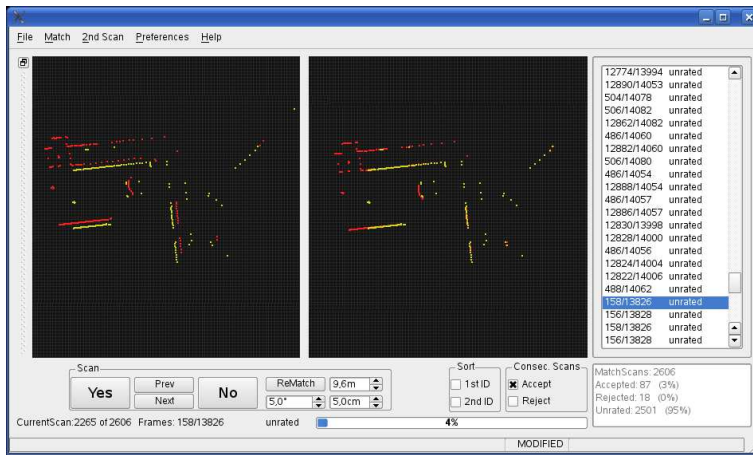 File Match 2nd Scan Preferences Help
12774/13994 unrated
12890/14053 unrated
504/14078 unrated
506/14082 unrated
12862/14082 unrated
486/14060 unrated
12882/14060 unrated
506/14080 unrated
486/14054 unrated
12888/14054 unrated
486/14057 unrated
12886/14057 unrated
12830/13998 unrated
12828/14000 unrated
486/14056 unrated
12824/14004 unrated
12822/14006 unrated
488/14062 unrated
158/13826 unrated
156/13828 unrated
158/13826 unrated
156/13828 unrated
Scan
Yes
Prev
Next
No
ReMatch 9,6m
5,0° 5,0cm
Sort
1st ID
2nd ID
Consec. Scans
Accept
Reject
MatchScans: 2606
Accepted: 87 (3%)
Rejected: 18 (0%)
Unrated: 2501 (95%)
CurrentScan:2265 of 2606 Frames: 158/13826 unrated 4%
MODIFIED